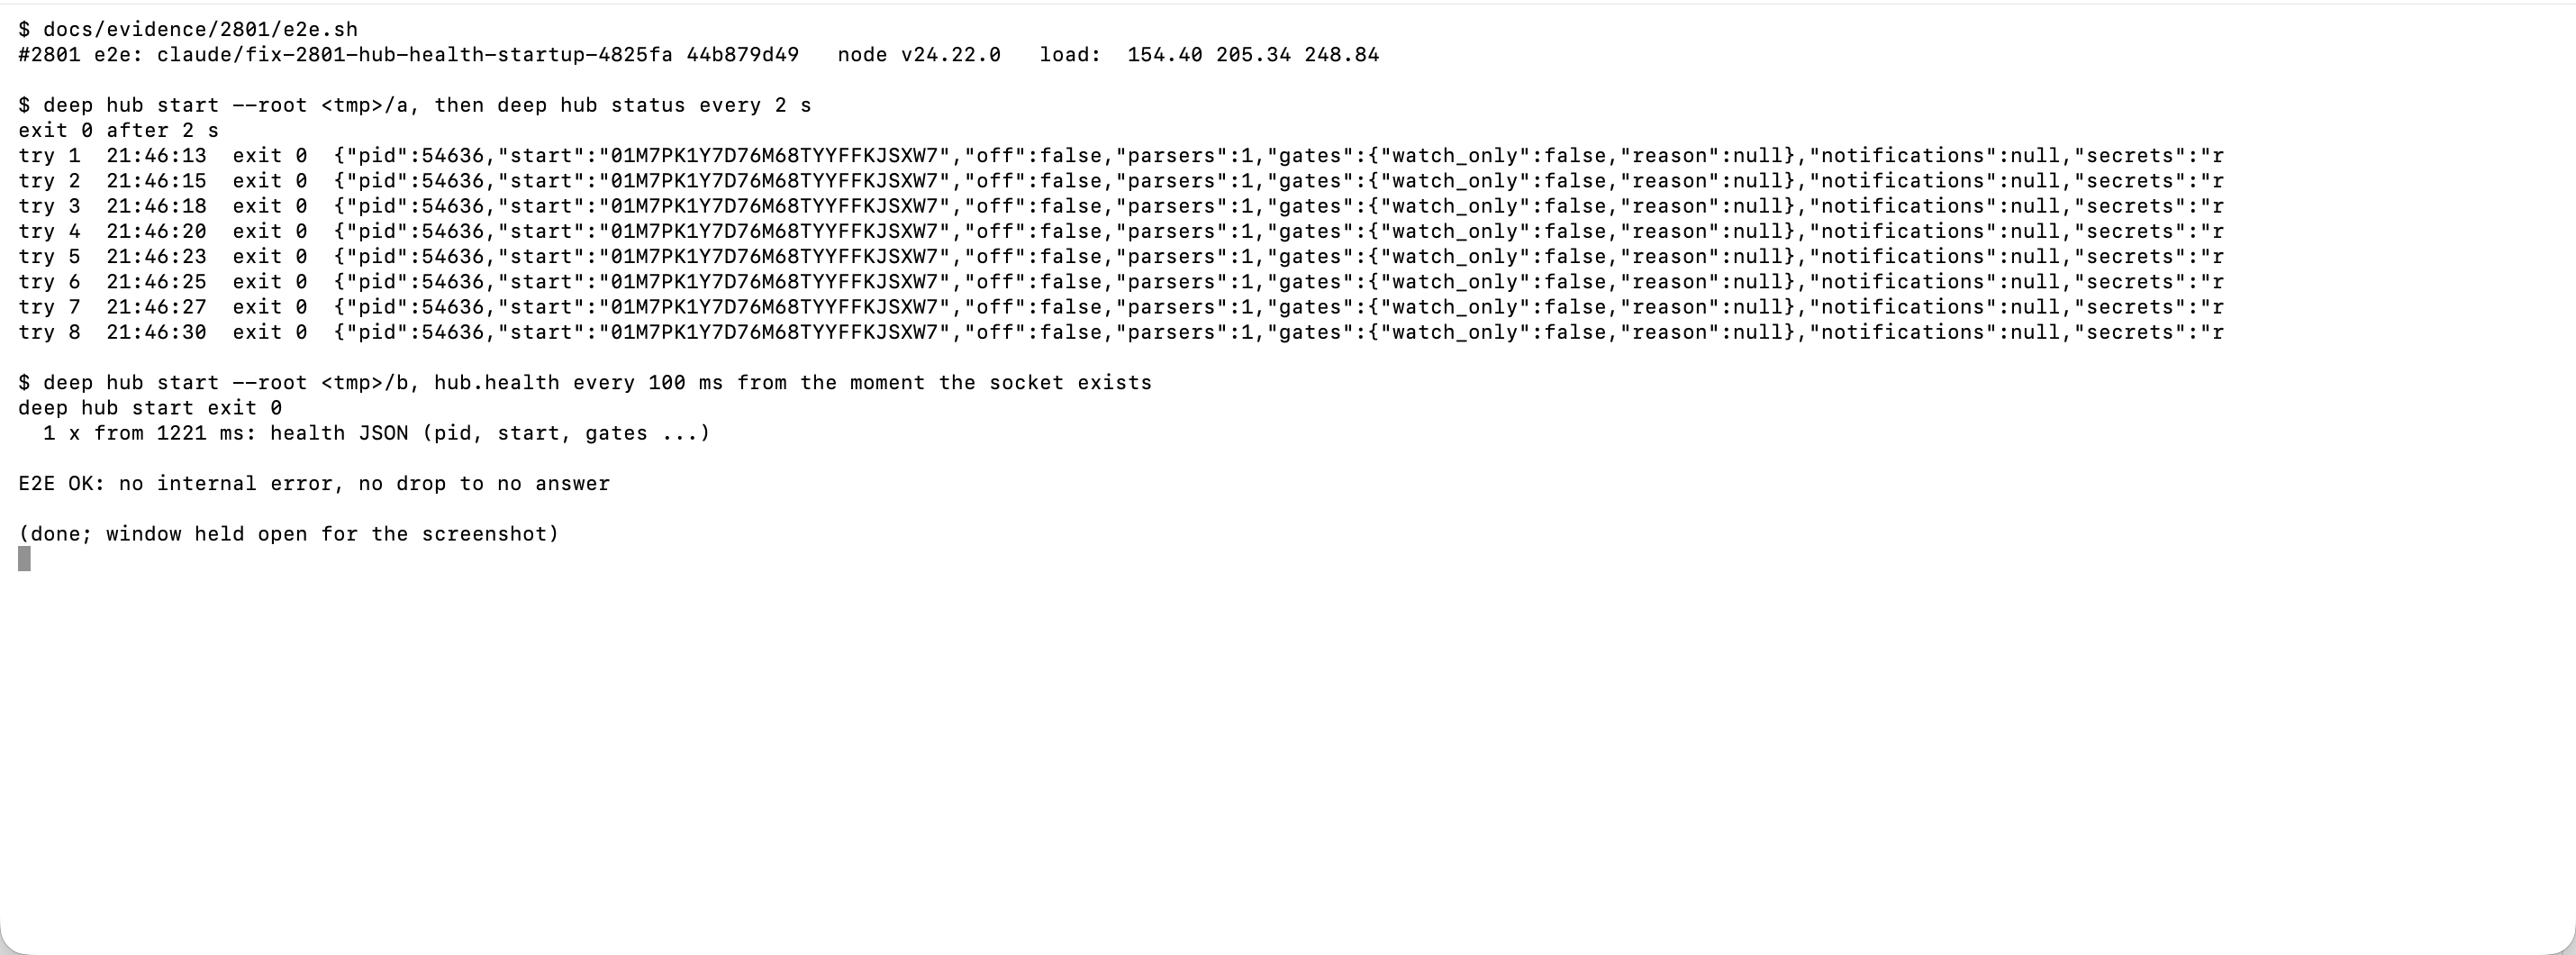 $ docs/evidence/2801/e2e.sh
#2801 e2e: claude/fix-2801-hub-health-startup-4825fa 44b879d49   node v24.22.0   load:  154.40 205.34 248.84
$ deep hub start --root <tmp>/a, then deep hub status every 2 s
exit 0 after 2 s
try 1  21:46:13  exit 0  {"pid":54636,"start":"01M7PK1Y7D76M68TYYFFKJSXW7","off":false,"parsers":1,"gates":{"watch_only":false,"reason":null},"notifications":null,"secrets":"r
try 2  21:46:15  exit 0  {"pid":54636,"start":"01M7PK1Y7D76M68TYYFFKJSXW7","off":false,"parsers":1,"gates":{"watch_only":false,"reason":null},"notifications":null,"secrets":"r
try 3  21:46:18  exit 0  {"pid":54636,"start":"01M7PK1Y7D76M68TYYFFKJSXW7","off":false,"parsers":1,"gates":{"watch_only":false,"reason":null},"notifications":null,"secrets":"r
try 4  21:46:20  exit 0  {"pid":54636,"start":"01M7PK1Y7D76M68TYYFFKJSXW7","off":false,"parsers":1,"gates":{"watch_only":false,"reason":null},"notifications":null,"secrets":"r
try 5  21:46:23  exit 0  {"pid":54636,"start":"01M7PK1Y7D76M68TYYFFKJSXW7","off":false,"parsers":1,"gates":{"watch_only":false,"reason":null},"notifications":null,"secrets":"r
try 6  21:46:25  exit 0  {"pid":54636,"start":"01M7PK1Y7D76M68TYYFFKJSXW7","off":false,"parsers":1,"gates":{"watch_only":false,"reason":null},"notifications":null,"secrets":"r
try 7  21:46:27  exit 0  {"pid":54636,"start":"01M7PK1Y7D76M68TYYFFKJSXW7","off":false,"parsers":1,"gates":{"watch_only":false,"reason":null},"notifications":null,"secrets":"r
try 8  21:46:30  exit 0  {"pid":54636,"start":"01M7PK1Y7D76M68TYYFFKJSXW7","off":false,"parsers":1,"gates":{"watch_only":false,"reason":null},"notifications":null,"secrets":"r
$ deep hub start --root <tmp>/b, hub.health every 100 ms from the moment the socket exists
deep hub start exit 0
  1 x from 1221 ms: health JSON (pid, start, gates ...)
E2E OK: no internal error, no drop to no answer
(done; window held open for the screenshot)